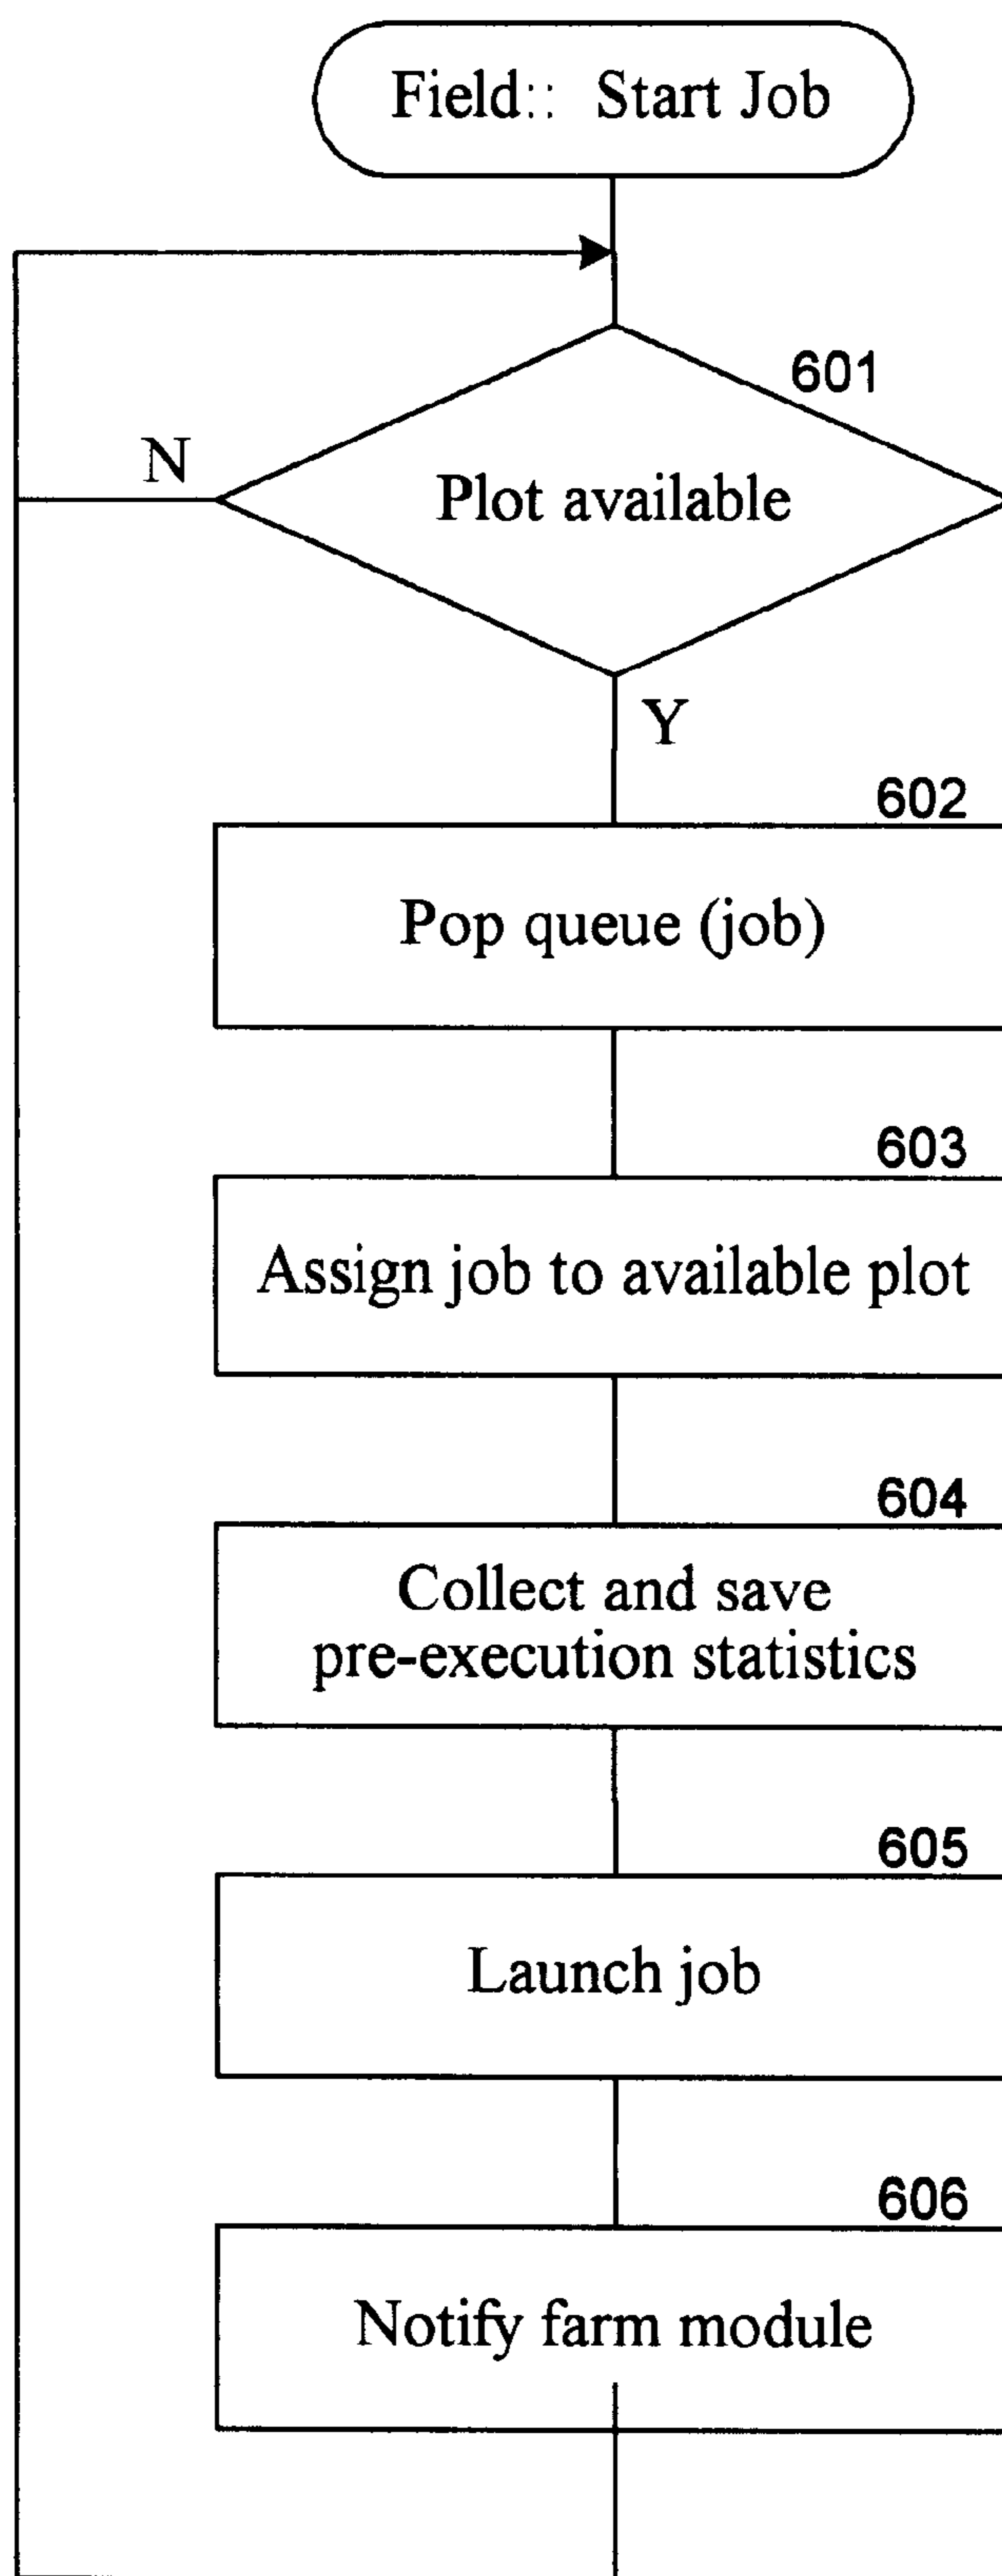 Field:: Start Job
601
N
Plot available
Y
602
Pop queue (job)
603
Assign job to available plot
604
Collect and save
pre-execution statistics
605
Launch job
606
Notify farm module